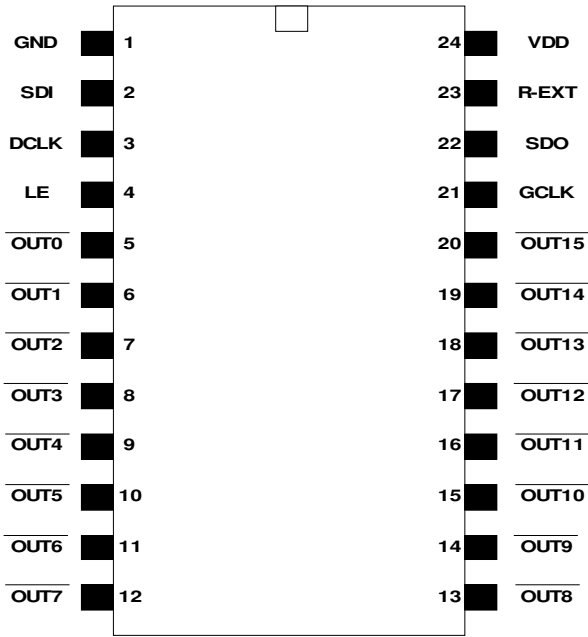 GND 1 24 VDD
SDI 2 23 R-EXT
DCLK 3 22 SDO
LE 4 21 GCLK
OUT0 5 20 OUT15
OUT1 6 19 OUT14
OUT2 7 18 OUT13
OUT3 8 17 OUT12
OUT4 9 16 OUT11
OUT5 10 15 OUT10
OUT6 11 14 OUT9
OUT7 12 13 OUT8